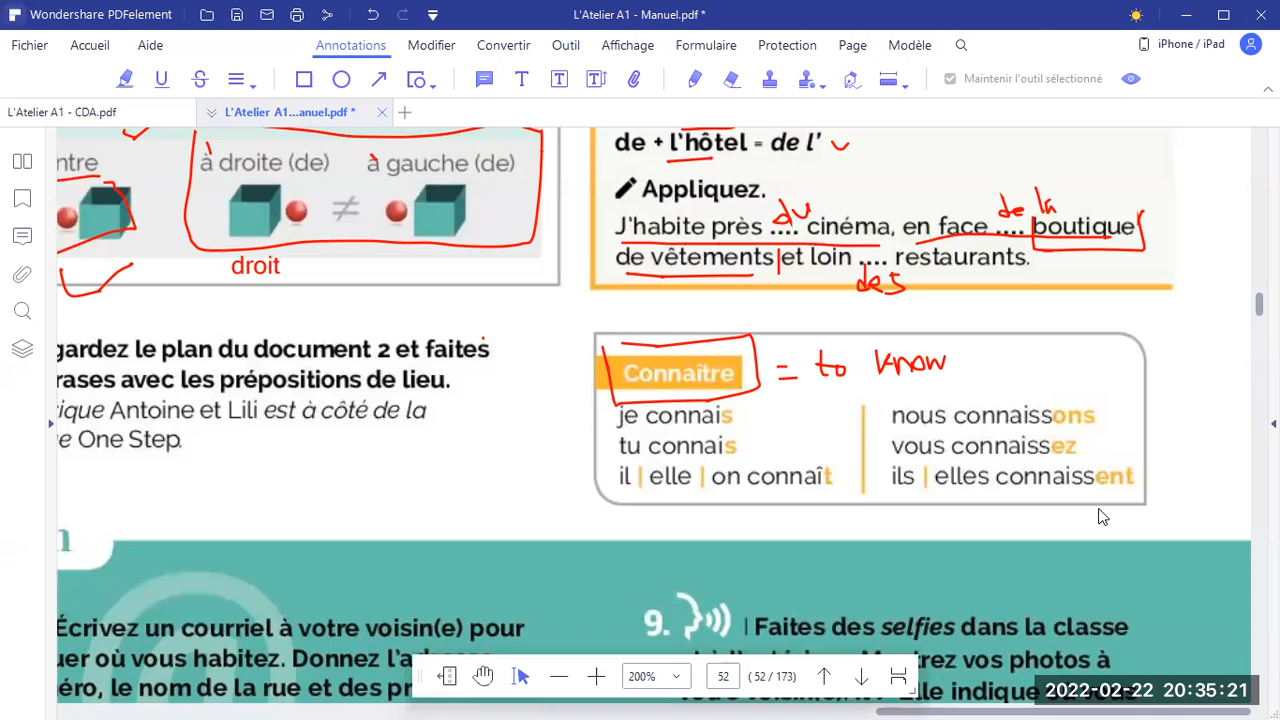 Wondershare PDFelement
L'Atelier A1 - Manuel.pdf *
Fichier Accueil Aide Annotations Modifier Convertir Outil Affichage Formulaire Protection Page Modèle iPhone / iPad
Maintenir l'outil sélectionné
L'Atelier A1 - CDA.pdf L'Atelier A1...anuel.pdf *
ntre
à droite (de) à gauche (de)
≠
droit
de + l'hôtel = de l'
Appliquez.
du de la
J'habite près .... cinéma, en face .... boutique
de vêtements et loin .... restaurants.
des
gardez le plan du document 2 et faites
rases avec les prépositions de lieu.
ique Antoine et Lili est à côté de la
e One Step.
Connaître = to know
je connais
tu connais
il | elle | on connaît
nous connaissons
vous connaissez
ils | elles connaissent
n
Écrivez un courriel à votre voisin(e) pour
uer où vous habitez. Donnez l'adresse
éro, le nom de la rue et des pr
9. Faites des selfies dans la classe
trez vos photos à
Elle indique où vous
200% 52 (52 / 173)
2022-02-22 20:35:21